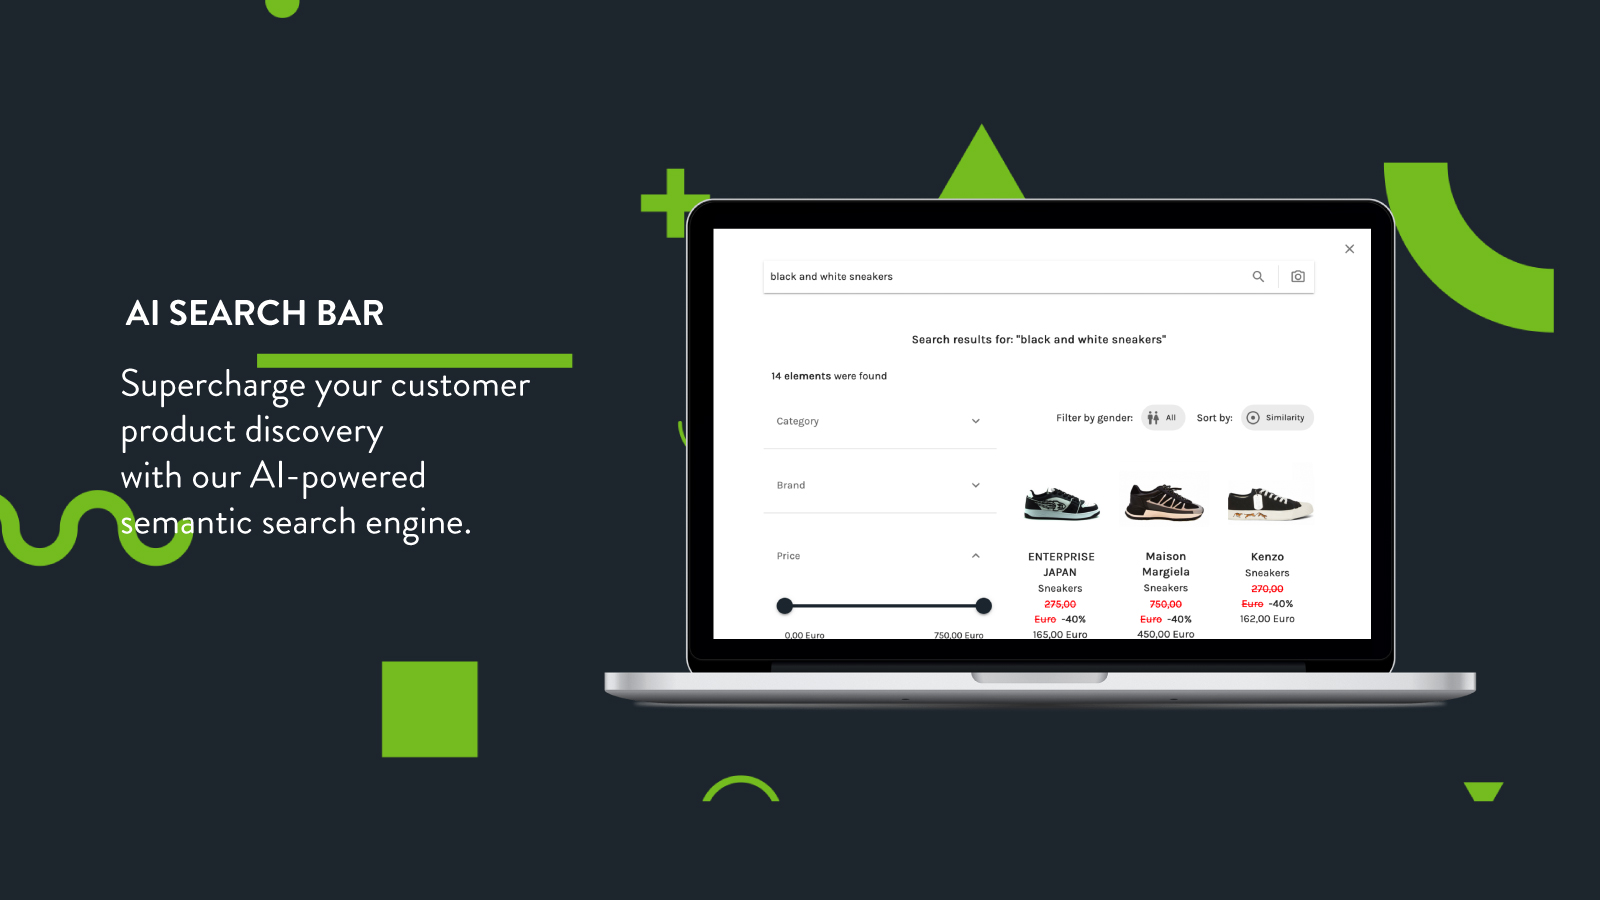 AI SEARCH BAR
Supercharge your customer
product discovery
with our AI-powered
semantic search engine.
black and white sneakers
Search results for: "black and white sneakers"
14 elements were found
Category
Filter by gender: All Sort by: Similarity
Brand
Price
0,00 Euro 750,00 Euro
ENTERPRISE
JAPAN
Sneakers
275,00
Euro -40%
165,00 Euro
Maison
Margiela
Sneakers
750,00
Euro -40%
450,00 Euro
Kenzo
Sneakers
270,00
Euro -40%
162,00 Euro